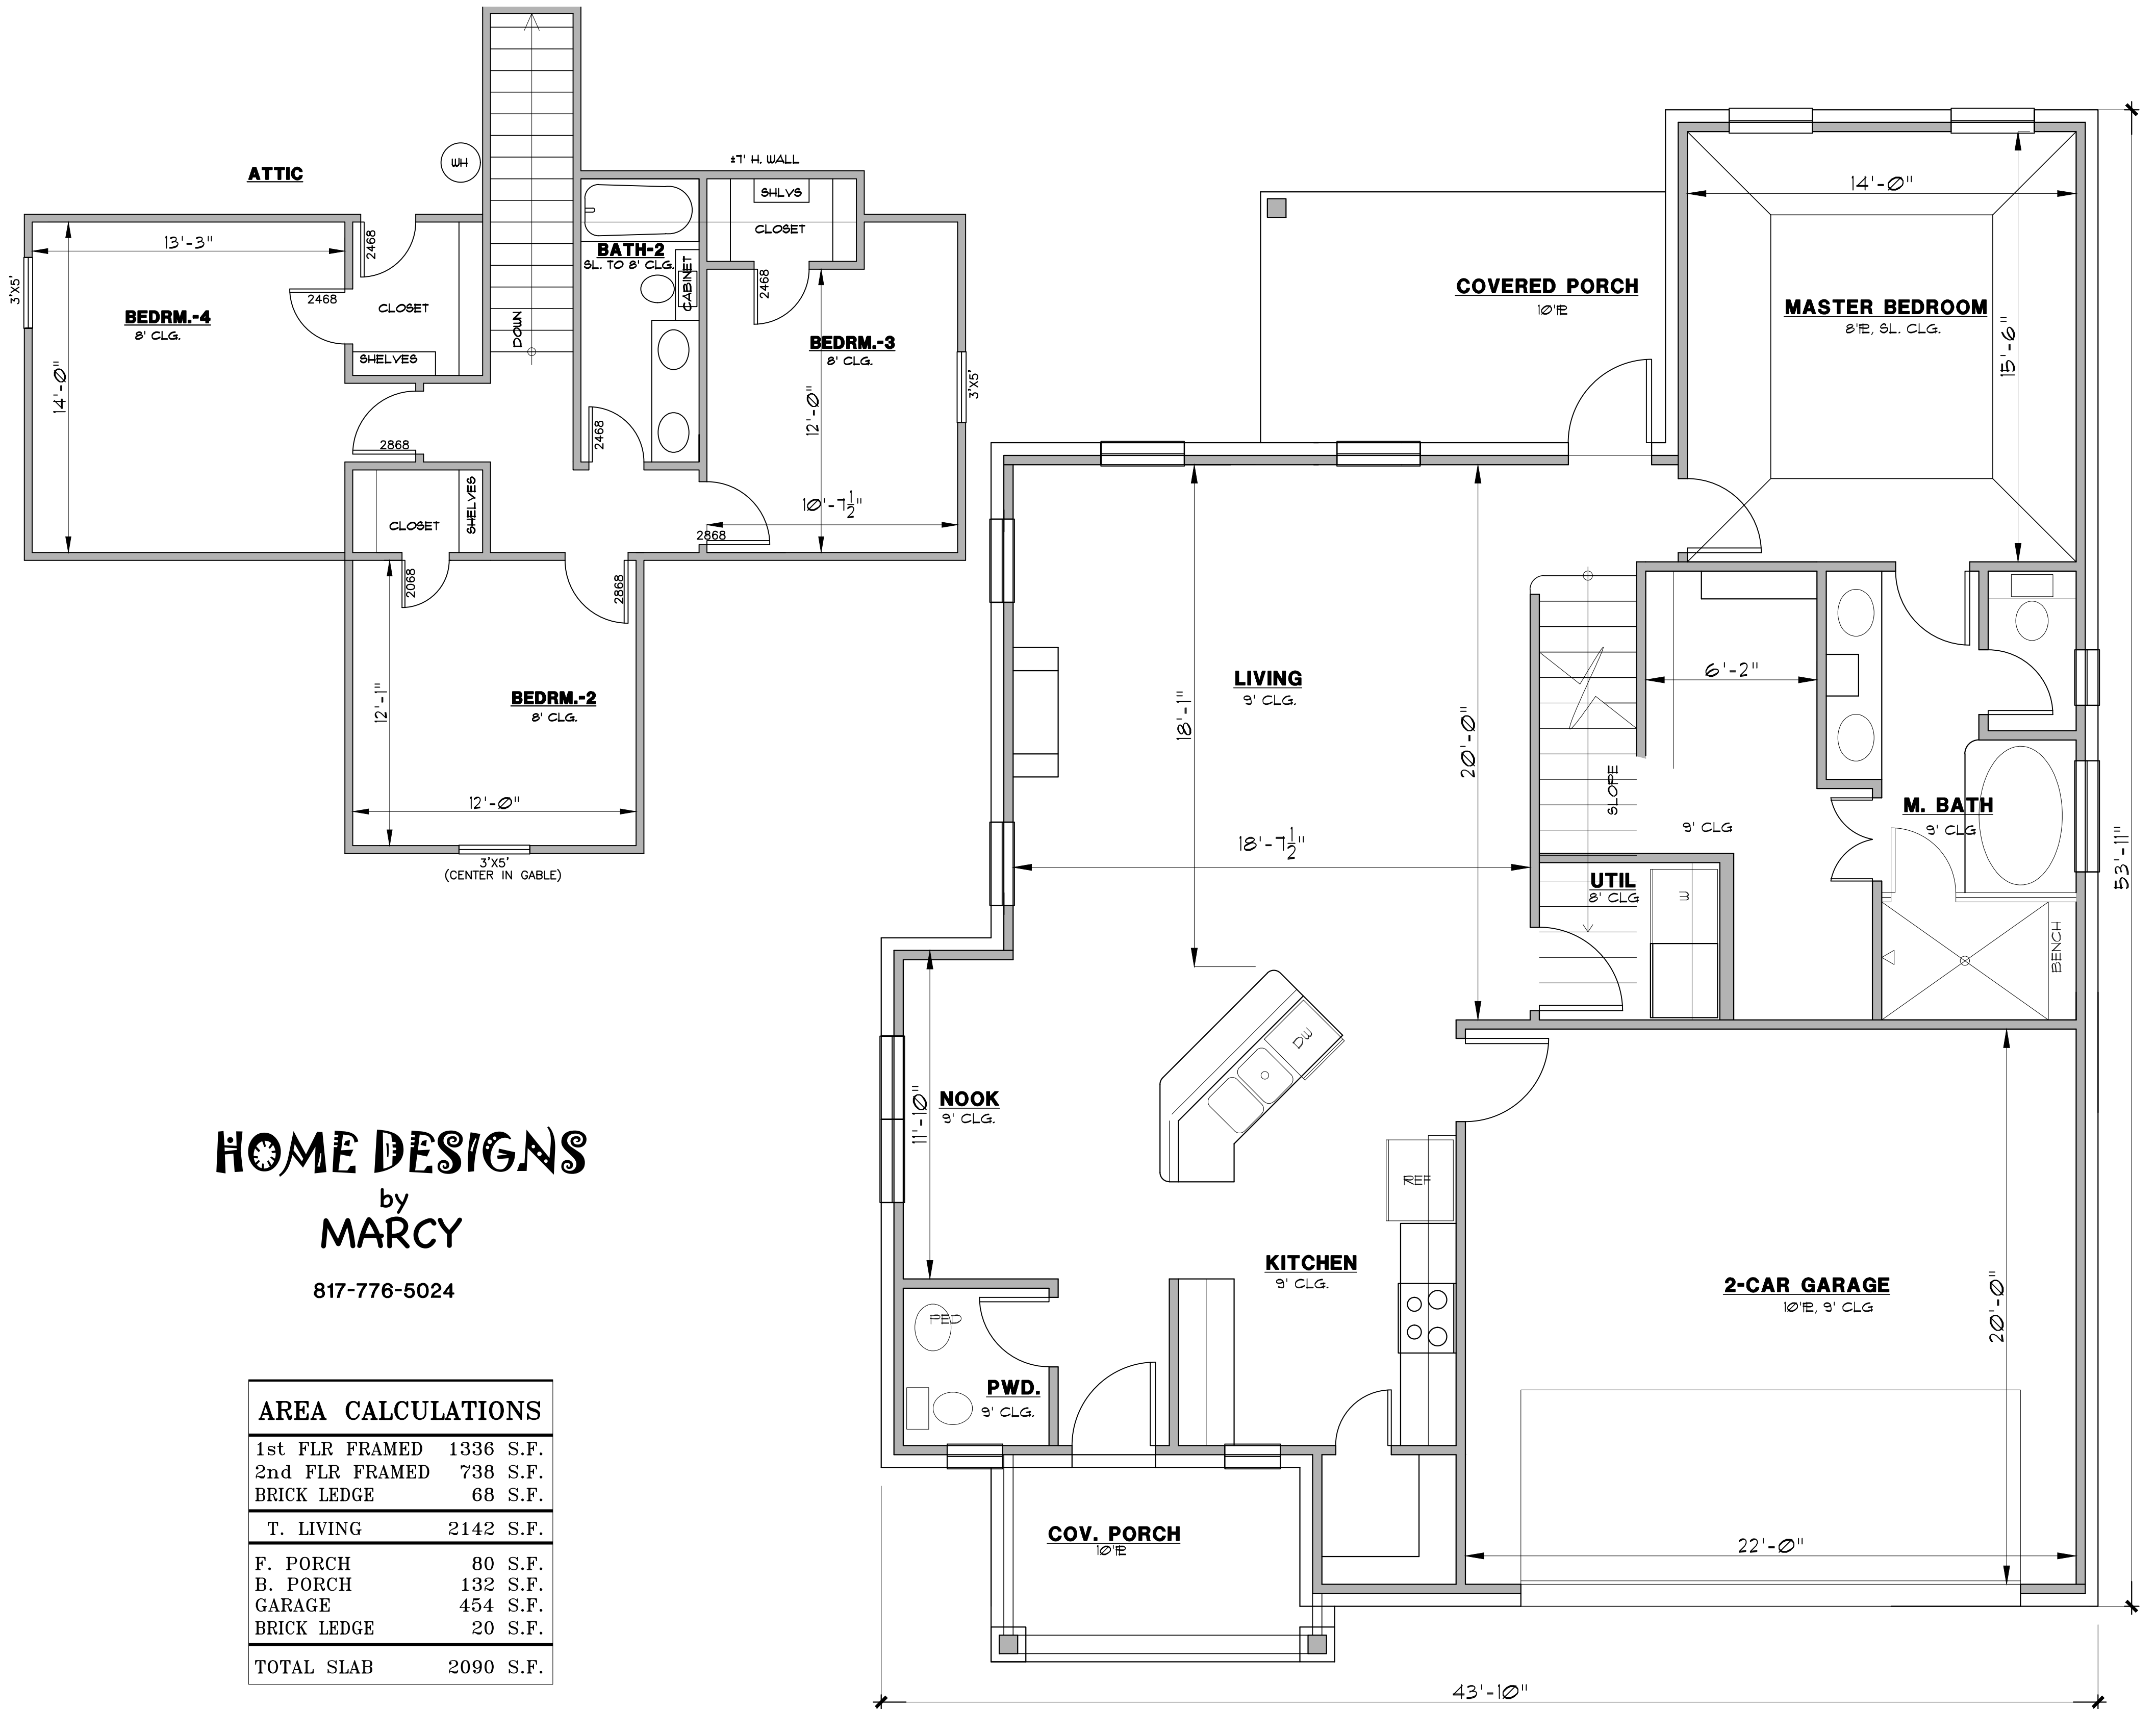 ATTIC
WH
±7' H. WALL
SHLVS
CLOSET
13'-3"
2468
3'X5'
14'-0"
BEDRM.-4
8' CLG.
2468
CLOSET
SHELVES
DOWN
BATH-2
SL. TO 8' CLG.
CABINET
2468
2468
BEDRM.-3
8' CLG.
12'-0"
3'X5'
10'-7 1/2"
2868
2868
CLOSET
SHELVES
2068
2868
12'-1"
BEDRM.-2
8' CLG.
12'-0"
3'X5'
(CENTER IN GABLE)
14'-0"
COVERED PORCH
10'PL
MASTER BEDROOM
8'PL, SL. CLG.
15'-6"
LIVING
9' CLG.
18'-1"
20'-0"
18'-7 1/2"
6'-2"
SLOPE
9' CLG
M. BATH
9' CLG
UTIL
8' CLG
W
BENCH
53'-11"
DW
11'-10"
NOOK
9' CLG.
REF
KITCHEN
9' CLG.
2-CAR GARAGE
10'PL, 9' CLG
20'-0"
PED
PWD.
9' CLG.
COV. PORCH
10'PL
22'-0"
43'-10"
HOME DESIGNS
by
MARCY
817-776-5024
AREA CALCULATIONS
1st FLR FRAMED 1336 S.F.
2nd FLR FRAMED 738 S.F.
BRICK LEDGE 68 S.F.
T. LIVING 2142 S.F.
F. PORCH 80 S.F.
B. PORCH 132 S.F.
GARAGE 454 S.F.
BRICK LEDGE 20 S.F.
TOTAL SLAB 2090 S.F.